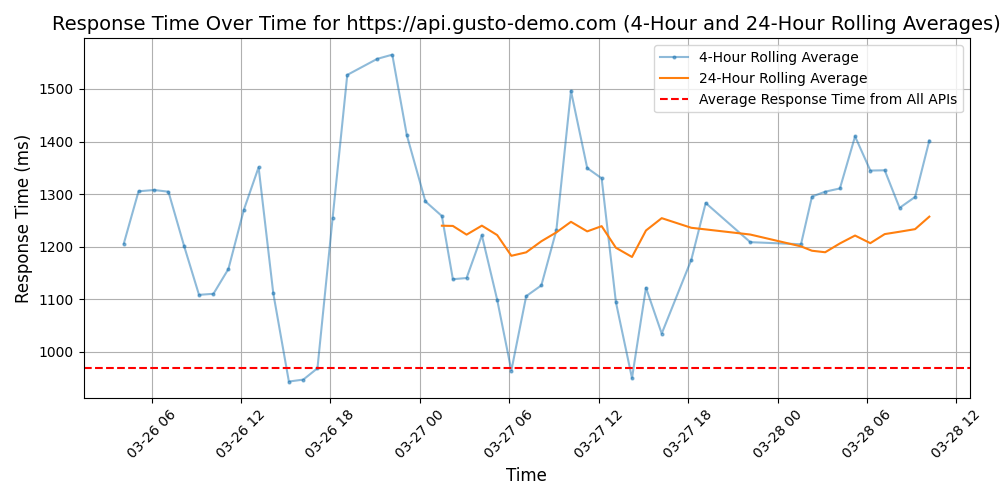 Response Time Over Time for https://api.gusto-demo.com (4-Hour and 24-Hour Rolling Averages)
4-Hour Rolling Average
24-Hour Rolling Average
Average Response Time from All APIs
Response Time (ms)
1500
1400
1300
1200
1100
1000
03-26 06
03-26 12
03-26 18
03-27 00
03-27 06
03-27 12
03-27 18
03-28 00
03-28 06
03-28 12
Time